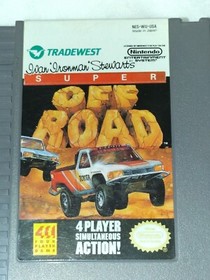 NES-WU-USA
TRADEWEST
Nintendo
ENTERTAINMENT
SYSTEM
Ivan "Ironman" Stewart's
SUPER
OFF
ROAD
4 PLAYER
SIMULTANEOUS
ACTION!